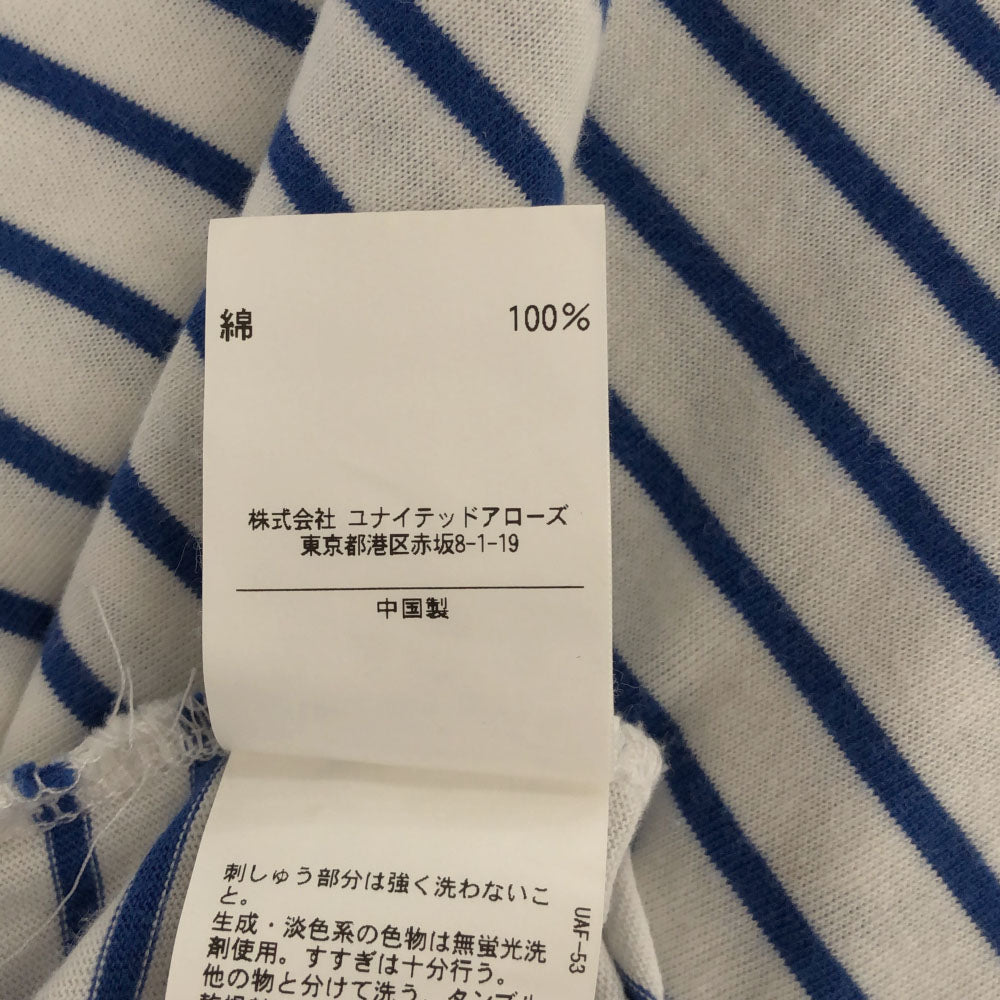 綿 100%
株式会社 ユナイテッドアローズ
東京都港区赤坂8-1-19
中国製
刺しゅう部分は強く洗わないこ
と。
生成・淡色系の色物は無蛍光洗
剤使用。すすぎは十分行う。
他の物と分けて洗う。タンブル
UAF-53